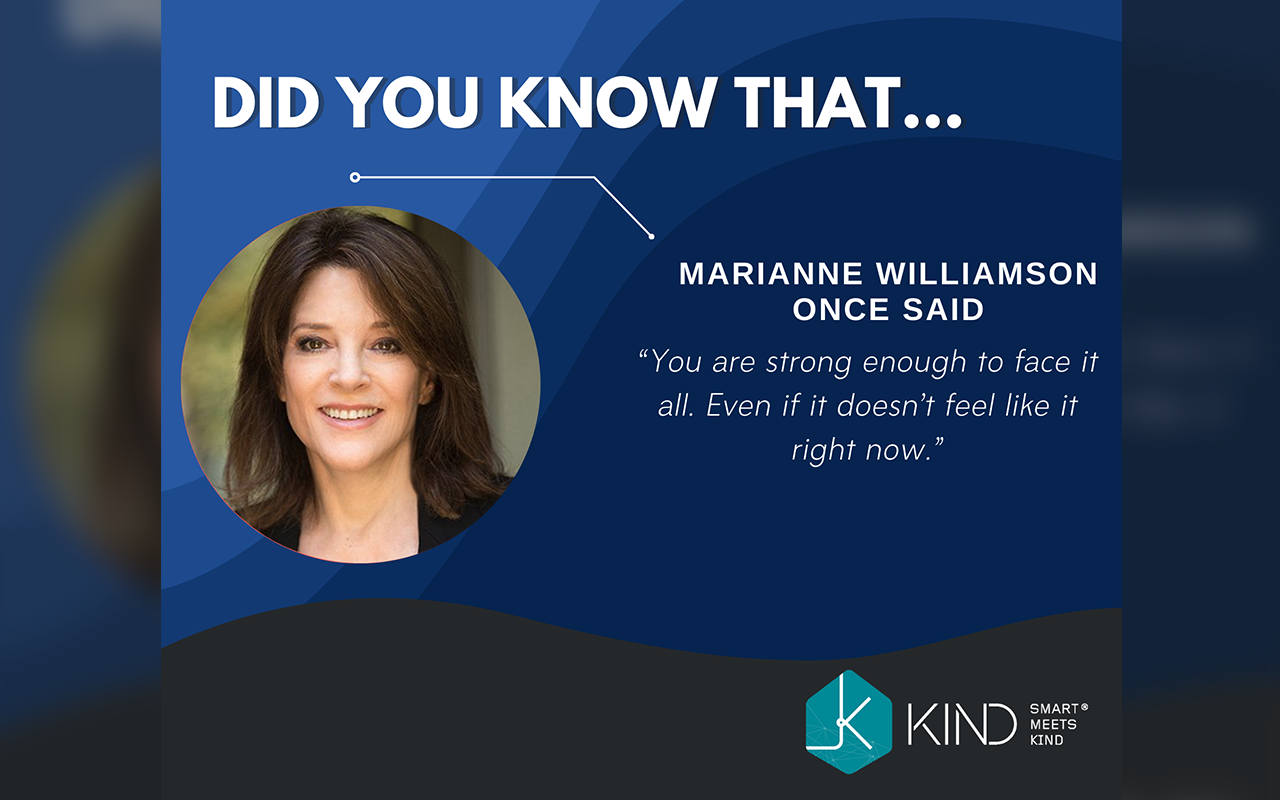 DID YOU KNOW THAT...
MARIANNE WILLIAMSON
ONCE SAID
“You are strong enough to face it
all. Even if it doesn’t feel like it
right now.”
KIND
SMART®
MEETS
KIND